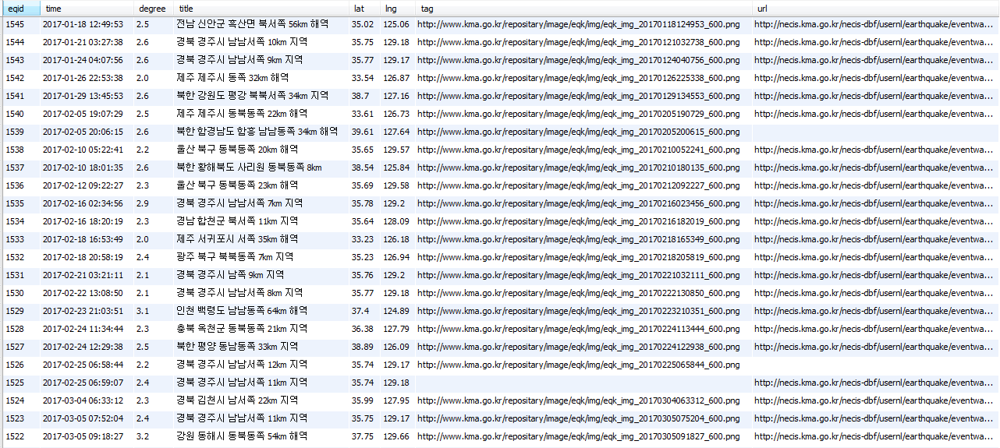 eqid time degree title lat lng tag url
1545 2017-01-18 12:49:53 2.5 전남 신안군 흑산면 북서쪽 56km 해역 35.02 125.06 http://www.kma.go.kr/repositary/image/eqk/img/eqk_img_20170118124953_600.png http://necis.kma.go.kr/necis-dbf/usernl/earthquake/eventwa...
1544 2017-01-21 03:27:38 2.6 경북 경주시 남남서쪽 10km 지역 35.75 129.18 http://www.kma.go.kr/repositary/image/eqk/img/eqk_img_20170121032738_600.png http://necis.kma.go.kr/necis-dbf/usernl/earthquake/eventwa...
1543 2017-01-24 04:07:56 2.6 경북 경주시 남남서쪽 9km 지역 35.77 129.17 http://www.kma.go.kr/repositary/image/eqk/img/eqk_img_20170124040756_600.png http://necis.kma.go.kr/necis-dbf/usernl/earthquake/eventwa...
1542 2017-01-26 22:53:38 2.0 제주 제주시 동쪽 32km 해역 33.54 126.87 http://www.kma.go.kr/repositary/image/eqk/img/eqk_img_20170126225338_600.png http://necis.kma.go.kr/necis-dbf/usernl/earthquake/eventwa...
1541 2017-01-29 13:45:53 2.6 북한 강원도 평강 북북서쪽 34km 지역 38.7 127.16 http://www.kma.go.kr/repositary/image/eqk/img/eqk_img_20170129134553_600.png http://necis.kma.go.kr/necis-dbf/usernl/earthquake/eventwa...
1540 2017-02-05 19:07:29 2.5 제주 제주시 동북동쪽 22km 해역 33.61 126.73 http://www.kma.go.kr/repositary/image/eqk/img/eqk_img_20170205190729_600.png http://necis.kma.go.kr/necis-dbf/usernl/earthquake/eventwa...
1539 2017-02-05 20:06:15 2.6 북한 함경남도 함흥 남남동쪽 34km 해역 39.61 127.64 http://www.kma.go.kr/repositary/image/eqk/img/eqk_img_20170205200615_600.png
1538 2017-02-10 05:22:41 2.2 울산 북구 동북동쪽 20km 해역 35.65 129.57 http://www.kma.go.kr/repositary/image/eqk/img/eqk_img_20170210052241_600.png http://necis.kma.go.kr/necis-dbf/usernl/earthquake/eventwa...
1537 2017-02-10 18:01:35 2.6 북한 황해북도 사리원 동북동쪽 8km 38.54 125.84 http://www.kma.go.kr/repositary/image/eqk/img/eqk_img_20170210180135_600.png http://necis.kma.go.kr/necis-dbf/usernl/earthquake/eventwa...
1536 2017-02-12 09:22:27 2.3 울산 북구 동북동쪽 23km 해역 35.69 129.58 http://www.kma.go.kr/repositary/image/eqk/img/eqk_img_20170212092227_600.png http://necis.kma.go.kr/necis-dbf/usernl/earthquake/eventwa...
1535 2017-02-16 02:34:56 2.9 경북 경주시 남남서쪽 7km 지역 35.78 129.2 http://www.kma.go.kr/repositary/image/eqk/img/eqk_img_20170216023456_600.png http://necis.kma.go.kr/necis-dbf/usernl/earthquake/eventwa...
1534 2017-02-16 18:20:19 2.3 경남 합천군 북서쪽 11km 지역 35.64 128.09 http://www.kma.go.kr/repositary/image/eqk/img/eqk_img_20170216182019_600.png http://necis.kma.go.kr/necis-dbf/usernl/earthquake/eventwa...
1533 2017-02-18 16:53:49 2.0 제주 서귀포시 서쪽 35km 해역 33.23 126.18 http://www.kma.go.kr/repositary/image/eqk/img/eqk_img_20170218165349_600.png http://necis.kma.go.kr/necis-dbf/usernl/earthquake/eventwa...
1532 2017-02-18 20:58:19 2.4 광주 북구 북북동쪽 7km 지역 35.23 126.94 http://www.kma.go.kr/repositary/image/eqk/img/eqk_img_20170218205819_600.png http://necis.kma.go.kr/necis-dbf/usernl/earthquake/eventwa...
1531 2017-02-21 03:21:11 2.1 경북 경주시 남쪽 9km 지역 35.76 129.2 http://www.kma.go.kr/repositary/image/eqk/img/eqk_img_20170221032111_600.png http://necis.kma.go.kr/necis-dbf/usernl/earthquake/eventwa...
1530 2017-02-22 13:08:50 2.1 경북 경주시 남남서쪽 8km 지역 35.77 129.18 http://www.kma.go.kr/repositary/image/eqk/img/eqk_img_20170222130850_600.png http://necis.kma.go.kr/necis-dbf/usernl/earthquake/eventwa...
1529 2017-02-23 21:03:51 3.1 인천 백령도 남남동쪽 64km 해역 37.4 124.89 http://www.kma.go.kr/repositary/image/eqk/img/eqk_img_20170223210351_600.png http://necis.kma.go.kr/necis-dbf/usernl/earthquake/eventwa...
1528 2017-02-24 11:34:44 2.3 충북 옥천군 동북동쪽 21km 지역 36.38 127.79 http://www.kma.go.kr/repositary/image/eqk/img/eqk_img_20170224113444_600.png http://necis.kma.go.kr/necis-dbf/usernl/earthquake/eventwa...
1527 2017-02-24 12:29:38 2.5 북한 평양 동남동쪽 33km 지역 38.89 126.09 http://www.kma.go.kr/repositary/image/eqk/img/eqk_img_20170224122938_600.png http://necis.kma.go.kr/necis-dbf/usernl/earthquake/eventwa...
1526 2017-02-25 06:58:44 2.2 경북 경주시 남남서쪽 12km 지역 35.74 129.17 http://www.kma.go.kr/repositary/image/eqk/img/eqk_img_20170225065844_600.png
1525 2017-02-25 06:59:07 2.4 경북 경주시 남남서쪽 11km 지역 35.74 129.18 http://necis.kma.go.kr/necis-dbf/usernl/earthquake/eventwa...
1524 2017-03-04 06:33:12 2.3 경북 김천시 남서쪽 22km 지역 35.99 127.95 http://www.kma.go.kr/repositary/image/eqk/img/eqk_img_20170304063312_600.png http://necis.kma.go.kr/necis-dbf/usernl/earthquake/eventwa...
1523 2017-03-05 07:52:04 2.4 경북 경주시 남남서쪽 11km 지역 35.75 129.17 http://www.kma.go.kr/repositary/image/eqk/img/eqk_img_20170305075204_600.png http://necis.kma.go.kr/necis-dbf/usernl/earthquake/eventwa...
1522 2017-03-05 09:18:27 3.2 강원 동해시 동북동쪽 54km 해역 37.75 129.66 http://www.kma.go.kr/repositary/image/eqk/img/eqk_img_20170305091827_600.png http://necis.kma.go.kr/necis-dbf/usernl/earthquake/eventwa...